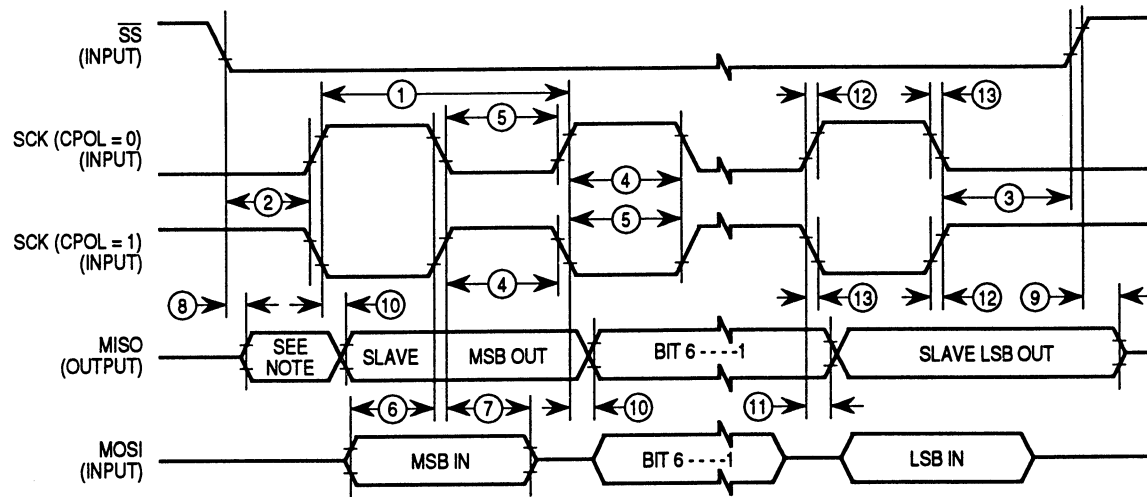 SS
(INPUT)
① ⑤ ⑫ ⑬
SCK (CPOL = 0)
(INPUT)
② ④ ③
SCK (CPOL = 1)
(INPUT)
⑤
④
⑧ ⑩ ⑬ ⑫ ⑨
MISO
(OUTPUT)
SEE
NOTE
SLAVE MSB OUT BIT 6 - - - - 1 SLAVE LSB OUT
⑥ ⑦ ⑩ ⑪
MOSI
(INPUT)
MSB IN BIT 6 - - - - 1 LSB IN